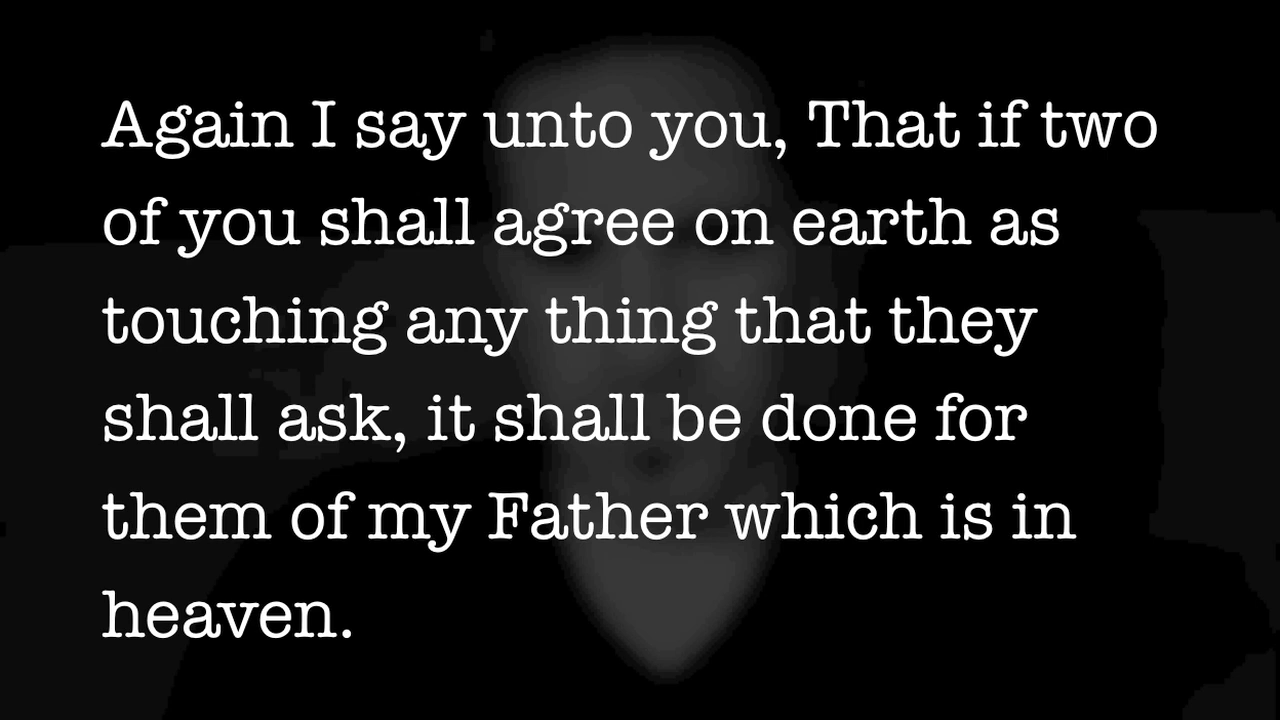 Again I say unto you, That if two
of you shall agree on earth as
touching any thing that they
shall ask, it shall be done for
them of my Father which is in
heaven.